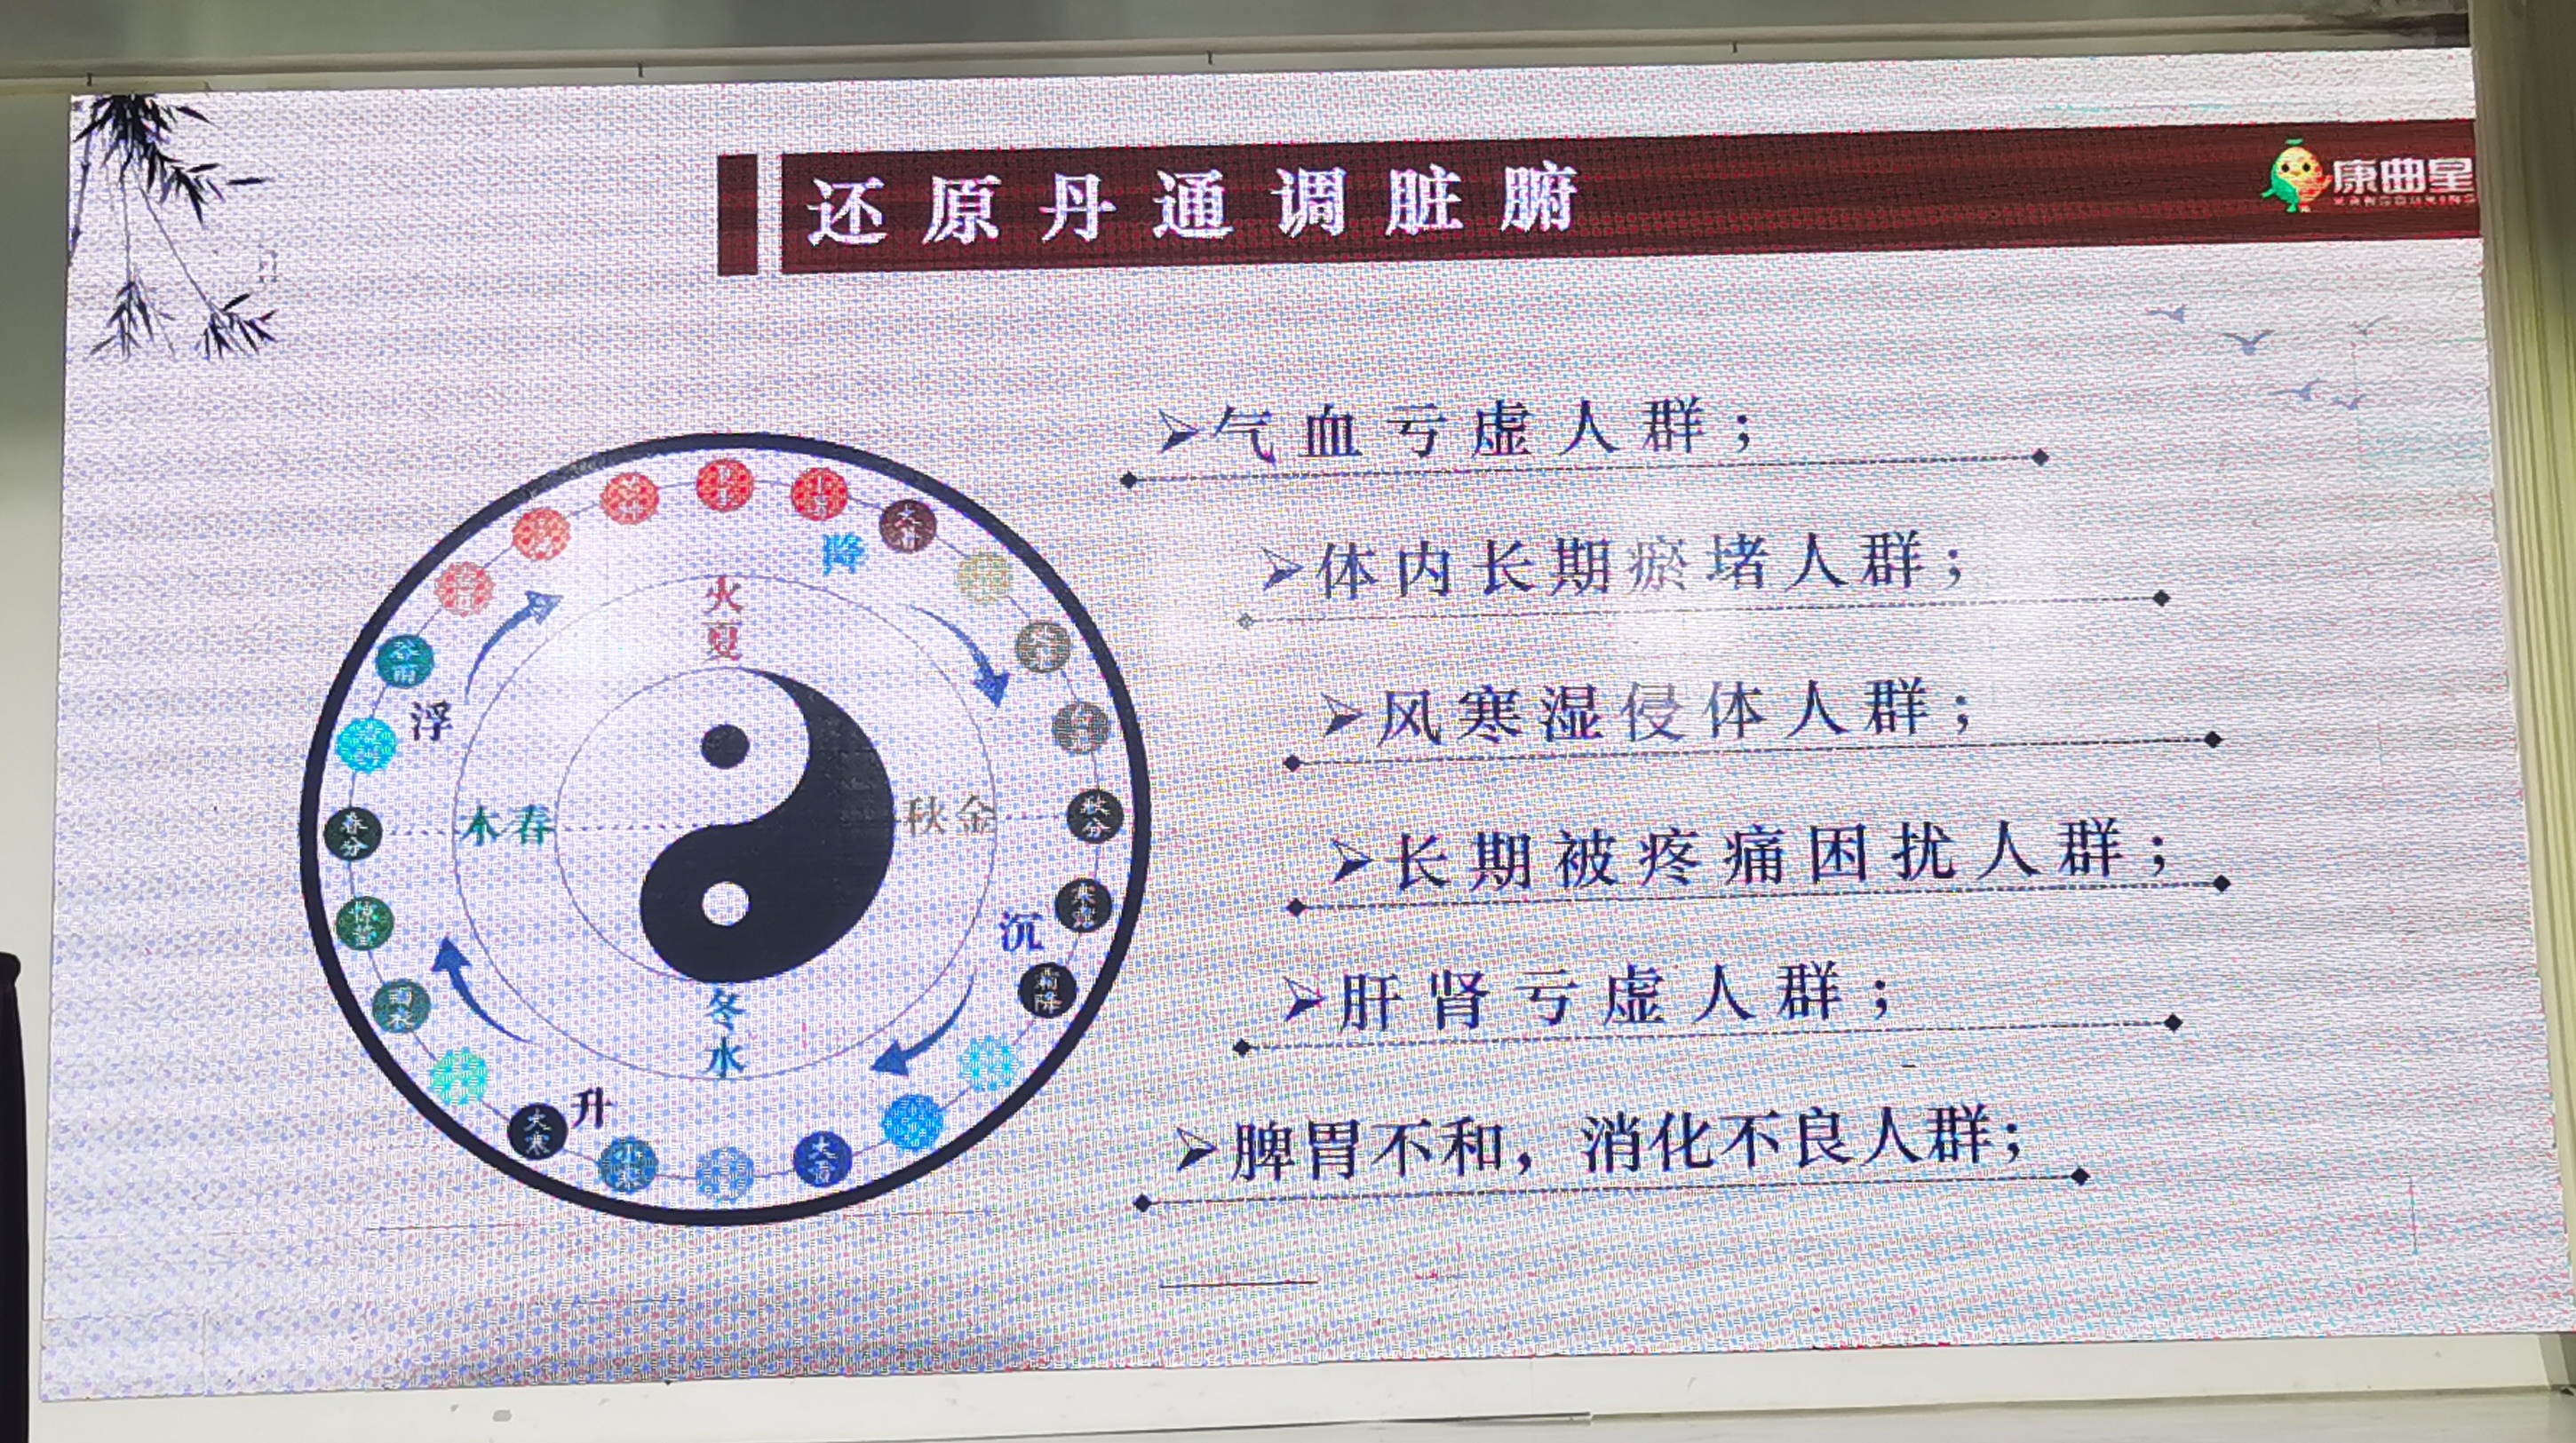 还原丹通调脏腑
康曲星
➢气血亏虚人群；
➢体内长期瘀堵人群；
➢风寒湿侵体人群；
➢长期被疼痛困扰人群；
➢肝肾亏虚人群；
➢脾胃不和，消化不良人群；
降
火
夏
谷雨
浮
木春
秋金
春分
秋分
惊蛰
沉
寒露
霜降
雨水
冬
水
升
大寒
小寒
大雪
大暑
小暑